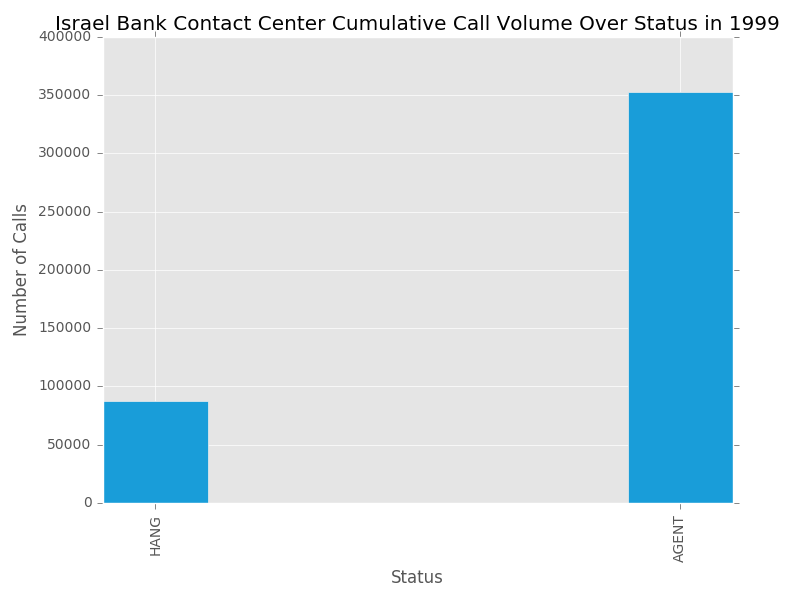 Israel Bank Contact Center Cumulative Call Volume Over Status in 1999
400000
350000
300000
250000
200000
150000
100000
50000
0
Number of Calls
HANG
AGENT
Status